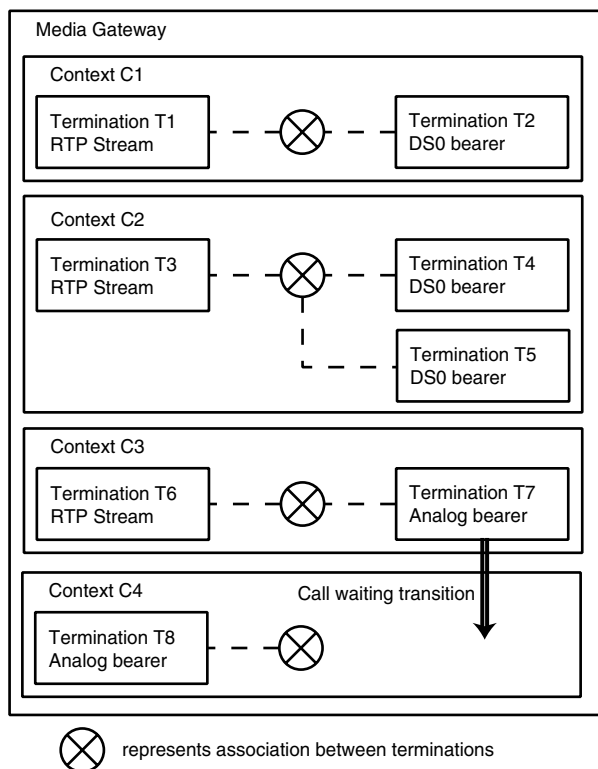 Media Gateway
Context C1
Termination T1
RTP Stream
Termination T2
DS0 bearer
Context C2
Termination T3
RTP Stream
Termination T4
DS0 bearer
Termination T5
DS0 bearer
Context C3
Termination T6
RTP Stream
Termination T7
Analog bearer
Context C4
Call waiting transition
Termination T8
Analog bearer
represents association between terminations